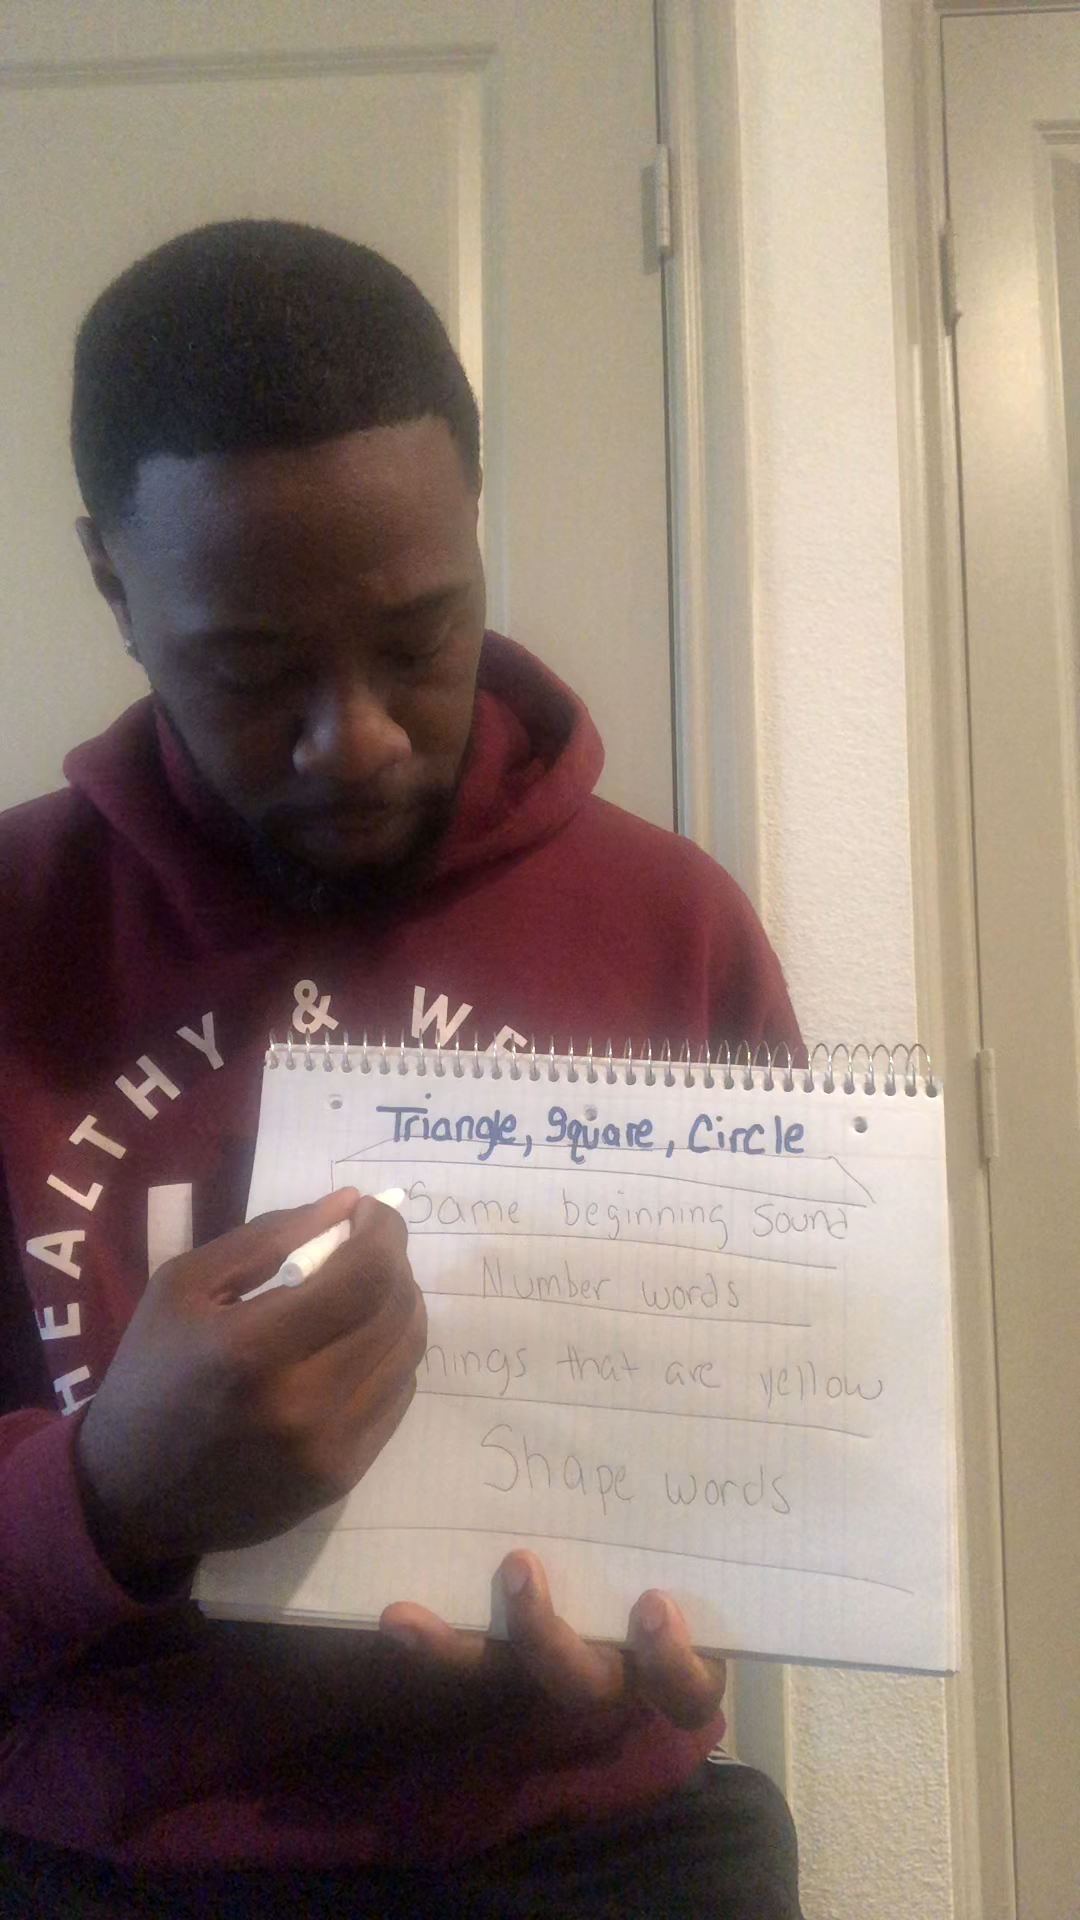 HEALTHY & WE
Triangle, Square, Circle
Same beginning sound
Number words
hings that are yellow
Shape words